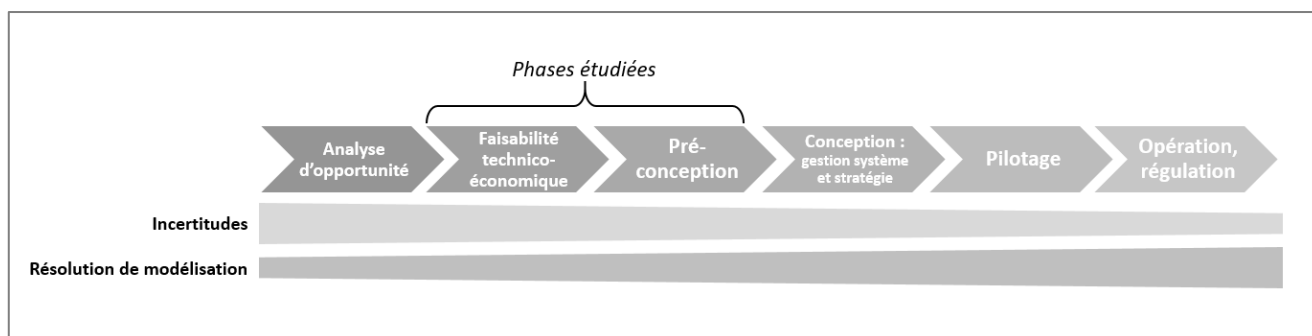 Phases étudiées
Analyse
d’opportunité
Faisabilité
technico-
économique
Pré-
conception
Conception :
gestion système
et stratégie
Pilotage
Opération,
régulation
Incertitudes
Résolution de modélisation